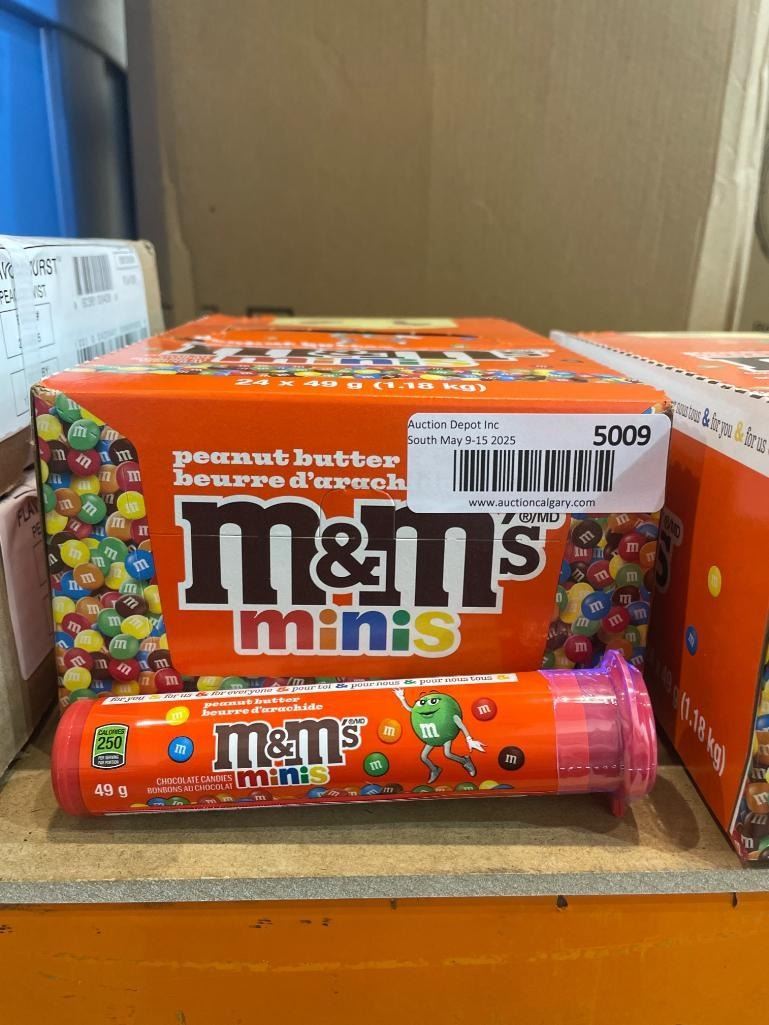 URST
24 x 49 g (1.18 kg)
Auction Depot Inc
South May 9-15 2025
5009
www.auctioncalgary.com
peanut butter
beurre d'arach
m&m's
®/MD
minis
for you & for us & for everyone & pour toi & pour nous & pour nous tous &
peanut butter
beurre d'arachide
m&m's
®/MD
minis
CALORIES
250
CHOCOLATE CANDIES
BONBONS AU CHOCOLAT
49 g
nous tous & for you & for us
(1.18 kg)